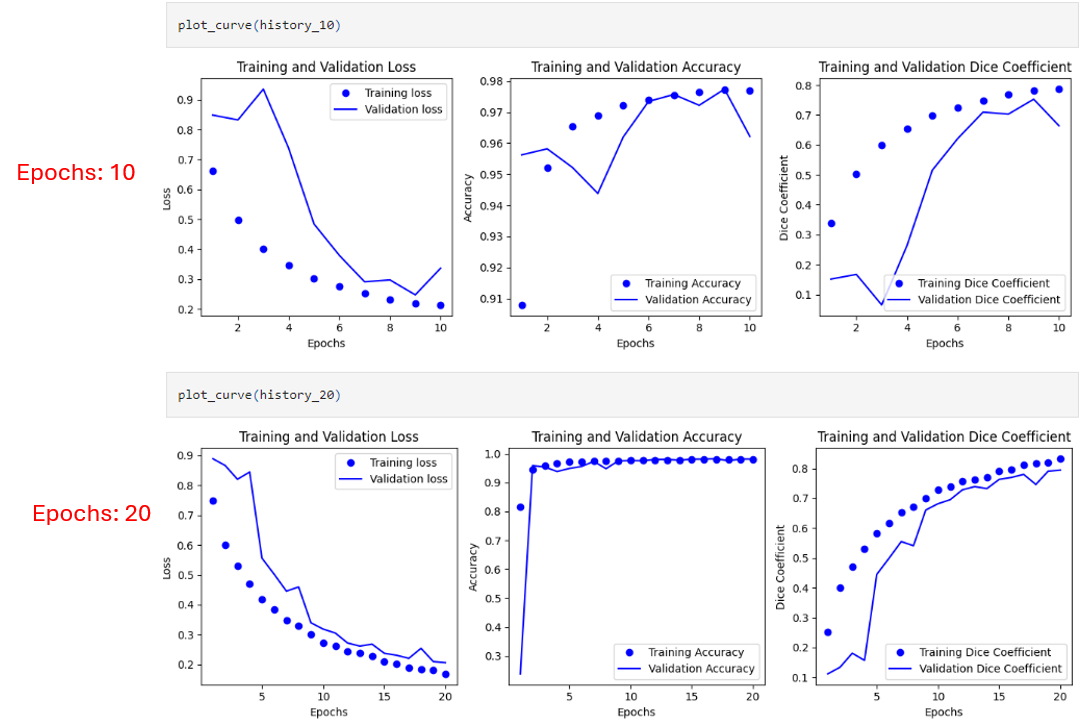 plot_curve(history_10)
Epochs: 10
Training and Validation Loss
Loss
0.9
0.8
0.7
0.6
0.5
0.4
0.3
0.2
Training loss
Validation loss
2 4 6 8 10
Epochs
Training and Validation Accuracy
Accuracy
0.98
0.97
0.96
0.95
0.94
0.93
0.92
0.91
Training Accuracy
Validation Accuracy
2 4 6 8 10
Epochs
Training and Validation Dice Coefficient
Dice Coefficient
0.8
0.7
0.6
0.5
0.4
0.3
0.2
0.1
Training Dice Coefficient
Validation Dice Coefficient
2 4 6 8 10
Epochs
plot_curve(history_20)
Epochs: 20
Training and Validation Loss
Loss
0.9
0.8
0.7
0.6
0.5
0.4
0.3
0.2
Training loss
Validation loss
5 10 15 20
Epochs
Training and Validation Accuracy
Accuracy
1.0
0.9
0.8
0.7
0.6
0.5
0.4
0.3
Training Accuracy
Validation Accuracy
5 10 15 20
Epochs
Training and Validation Dice Coefficient
Dice Coefficient
0.8
0.7
0.6
0.5
0.4
0.3
0.2
0.1
Training Dice Coefficient
Validation Dice Coefficient
5 10 15 20
Epochs